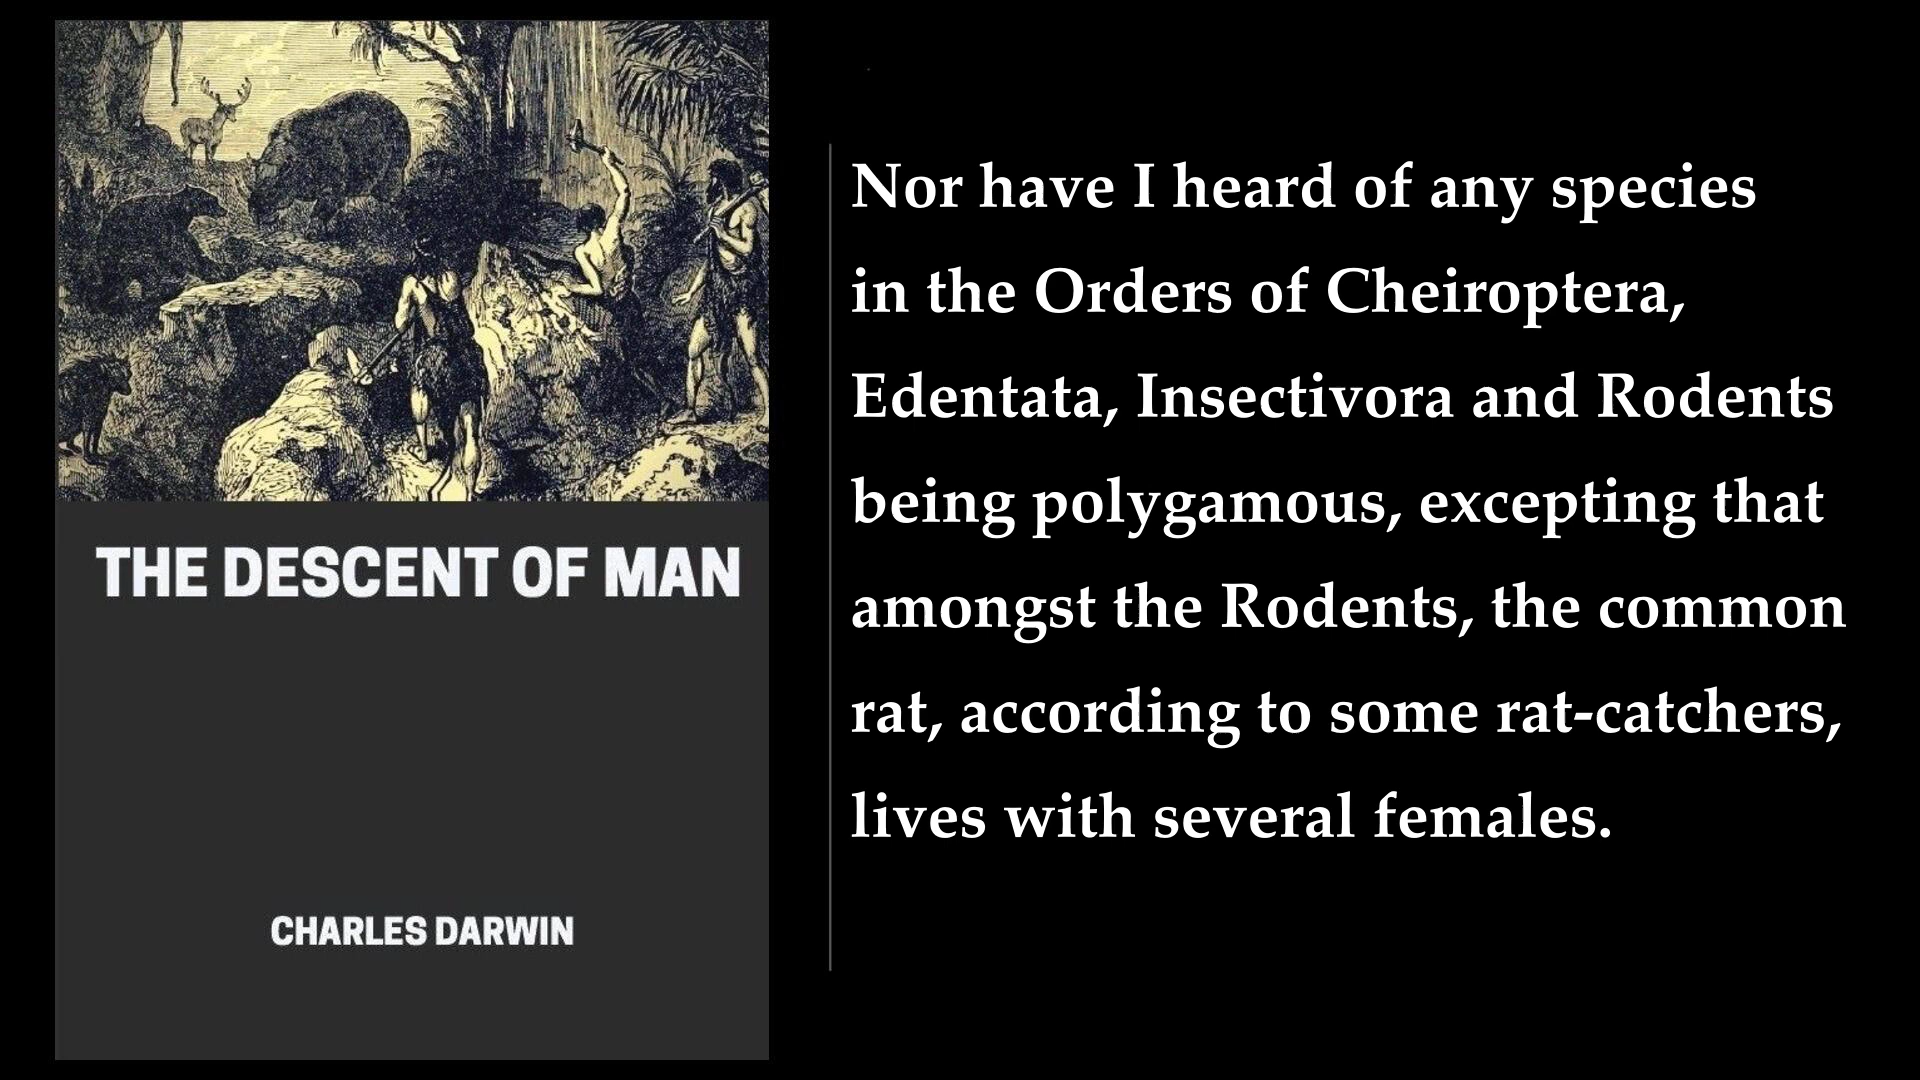 THE DESCENT OF MAN
CHARLES DARWIN
Nor have I heard of any species
in the Orders of Cheiroptera,
Edentata, Insectivora and Rodents
being polygamous, excepting that
amongst the Rodents, the common
rat, according to some rat-catchers,
lives with several females.